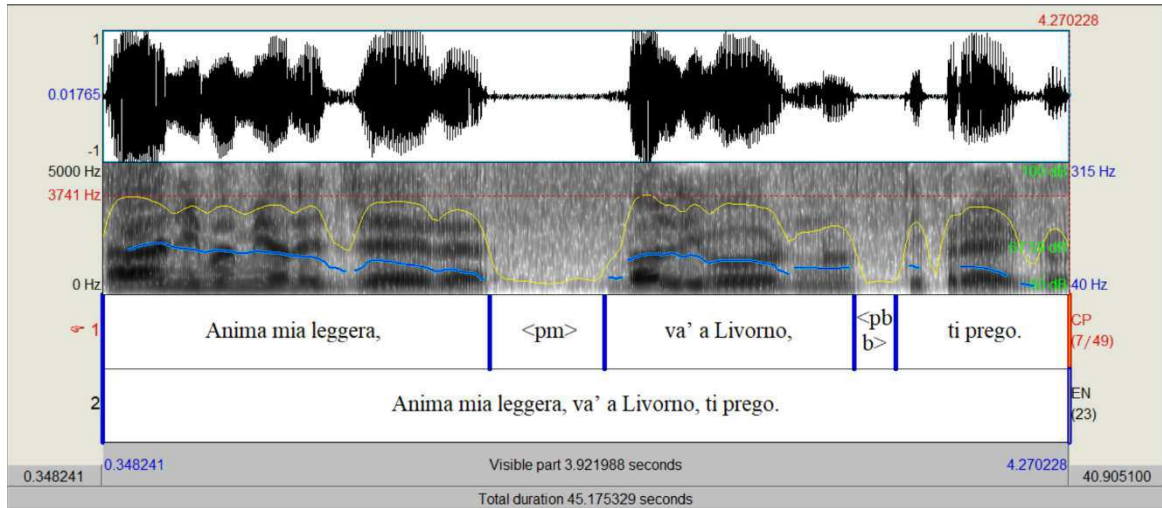 4.270228
1
0.01765
-1
5000 Hz
100 dB
315 Hz
3741 Hz
0 Hz
40 Hz
1
Anima mia leggera,
<pm>
va’ a Livorno,
<pb
b>
ti prego.
CP
(7/49)
2
Anima mia leggera, va’ a Livorno, ti prego.
EN
(23)
0.348241
0.348241
Visible part 3.921988 seconds
4.270228
40.905100
Total duration 45.175329 seconds